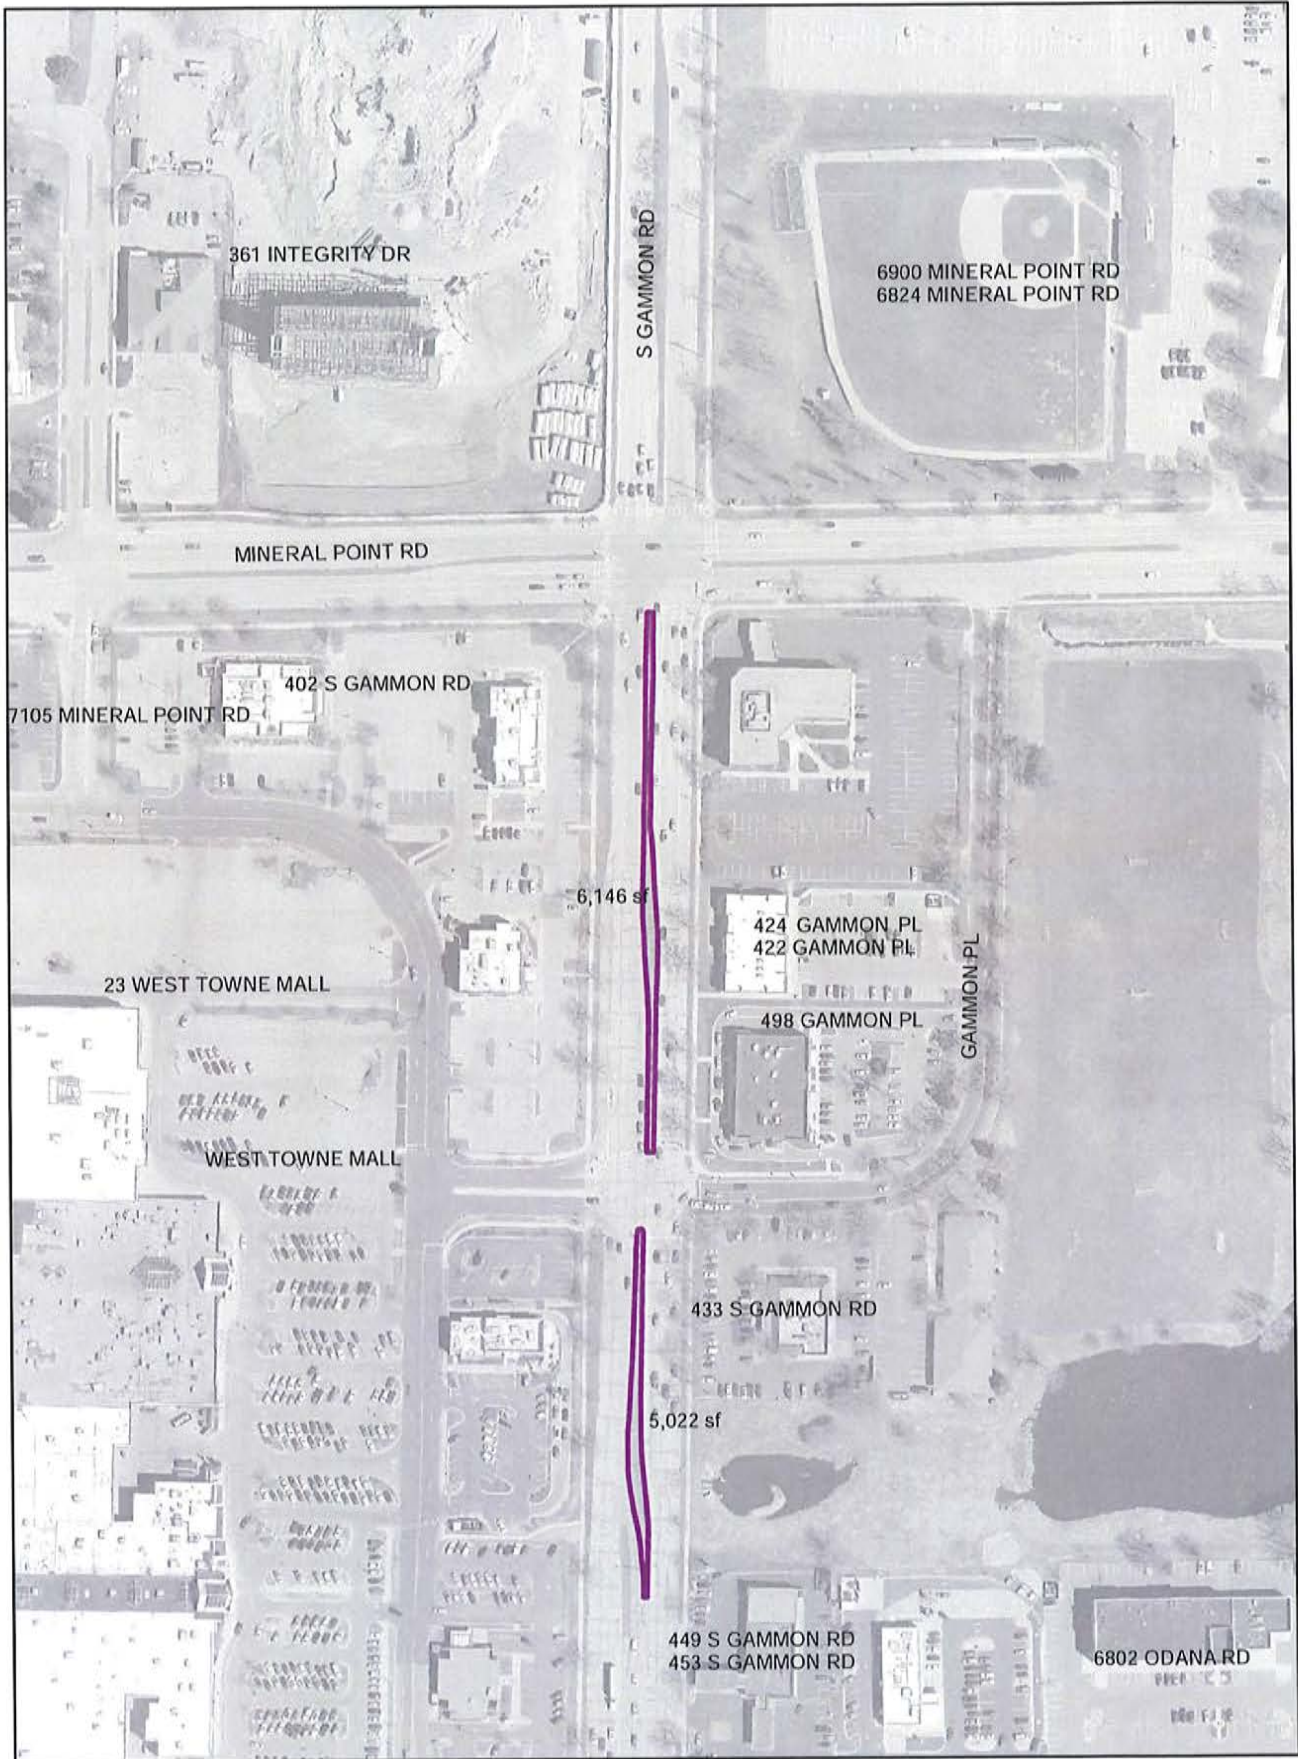 361 INTEGRITY DR
S GAMMON RD
6900 MINERAL POINT RD
6824 MINERAL POINT RD
MINERAL POINT RD
402 S GAMMON RD
7105 MINERAL POINT RD
6,146 sf
424 GAMMON PL
422 GAMMON PL
GAMMON PL
23 WEST TOWNE MALL
498 GAMMON PL
WEST TOWNE MALL
433 S GAMMON RD
5,022 sf
449 S GAMMON RD
453 S GAMMON RD
6802 ODANA RD